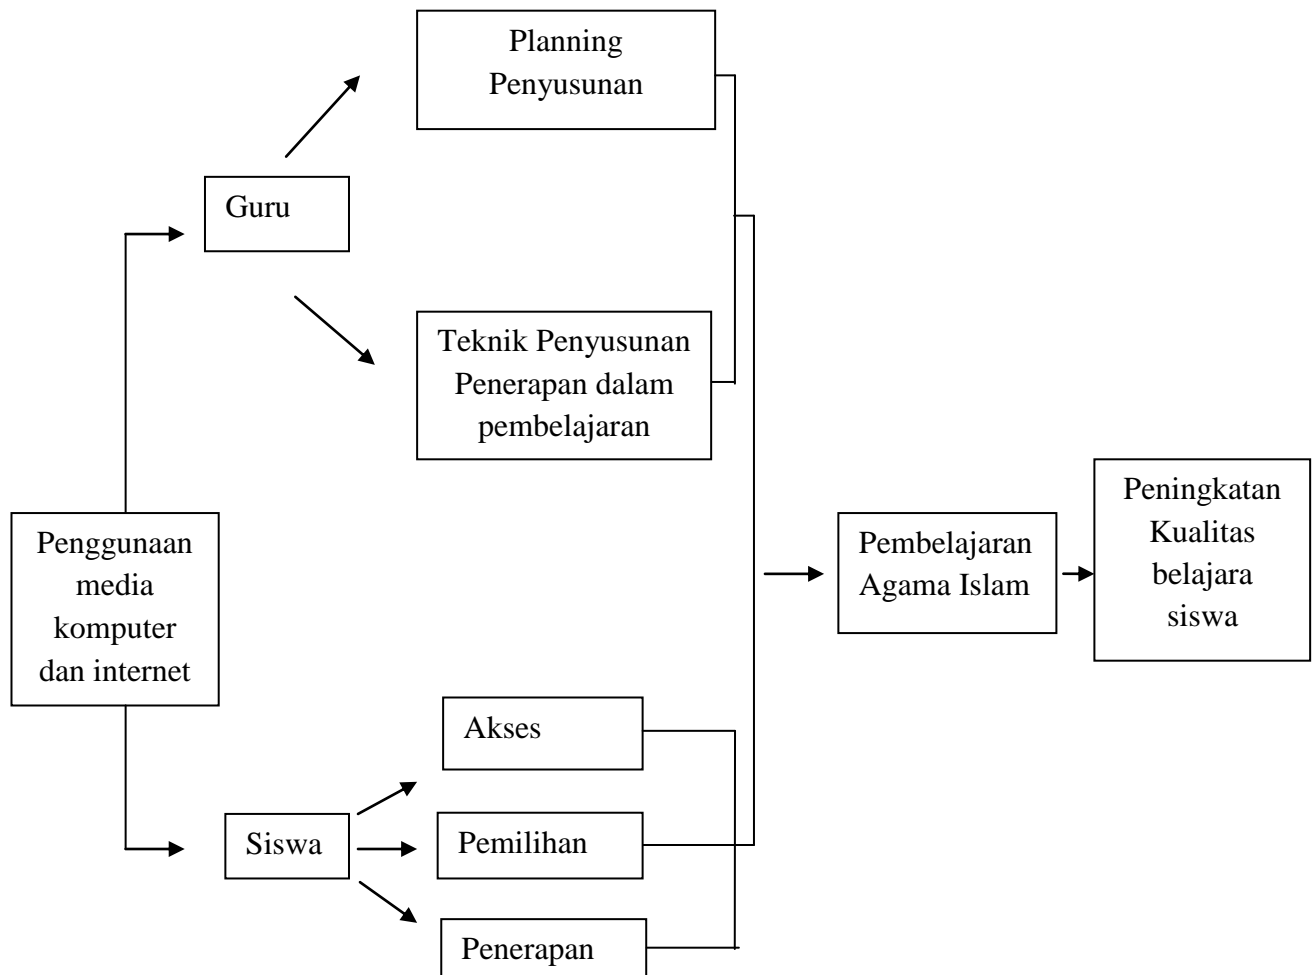 Planning
Penyusunan
Guru
Teknik Penyusunan
Penerapan dalam
pembelajaran
Penggunaan
media
komputer
dan internet
Pembelajaran
Agama Islam
Peningkatan
Kualitas
belajara
siswa
Akses
Siswa
Pemilihan
Penerapan